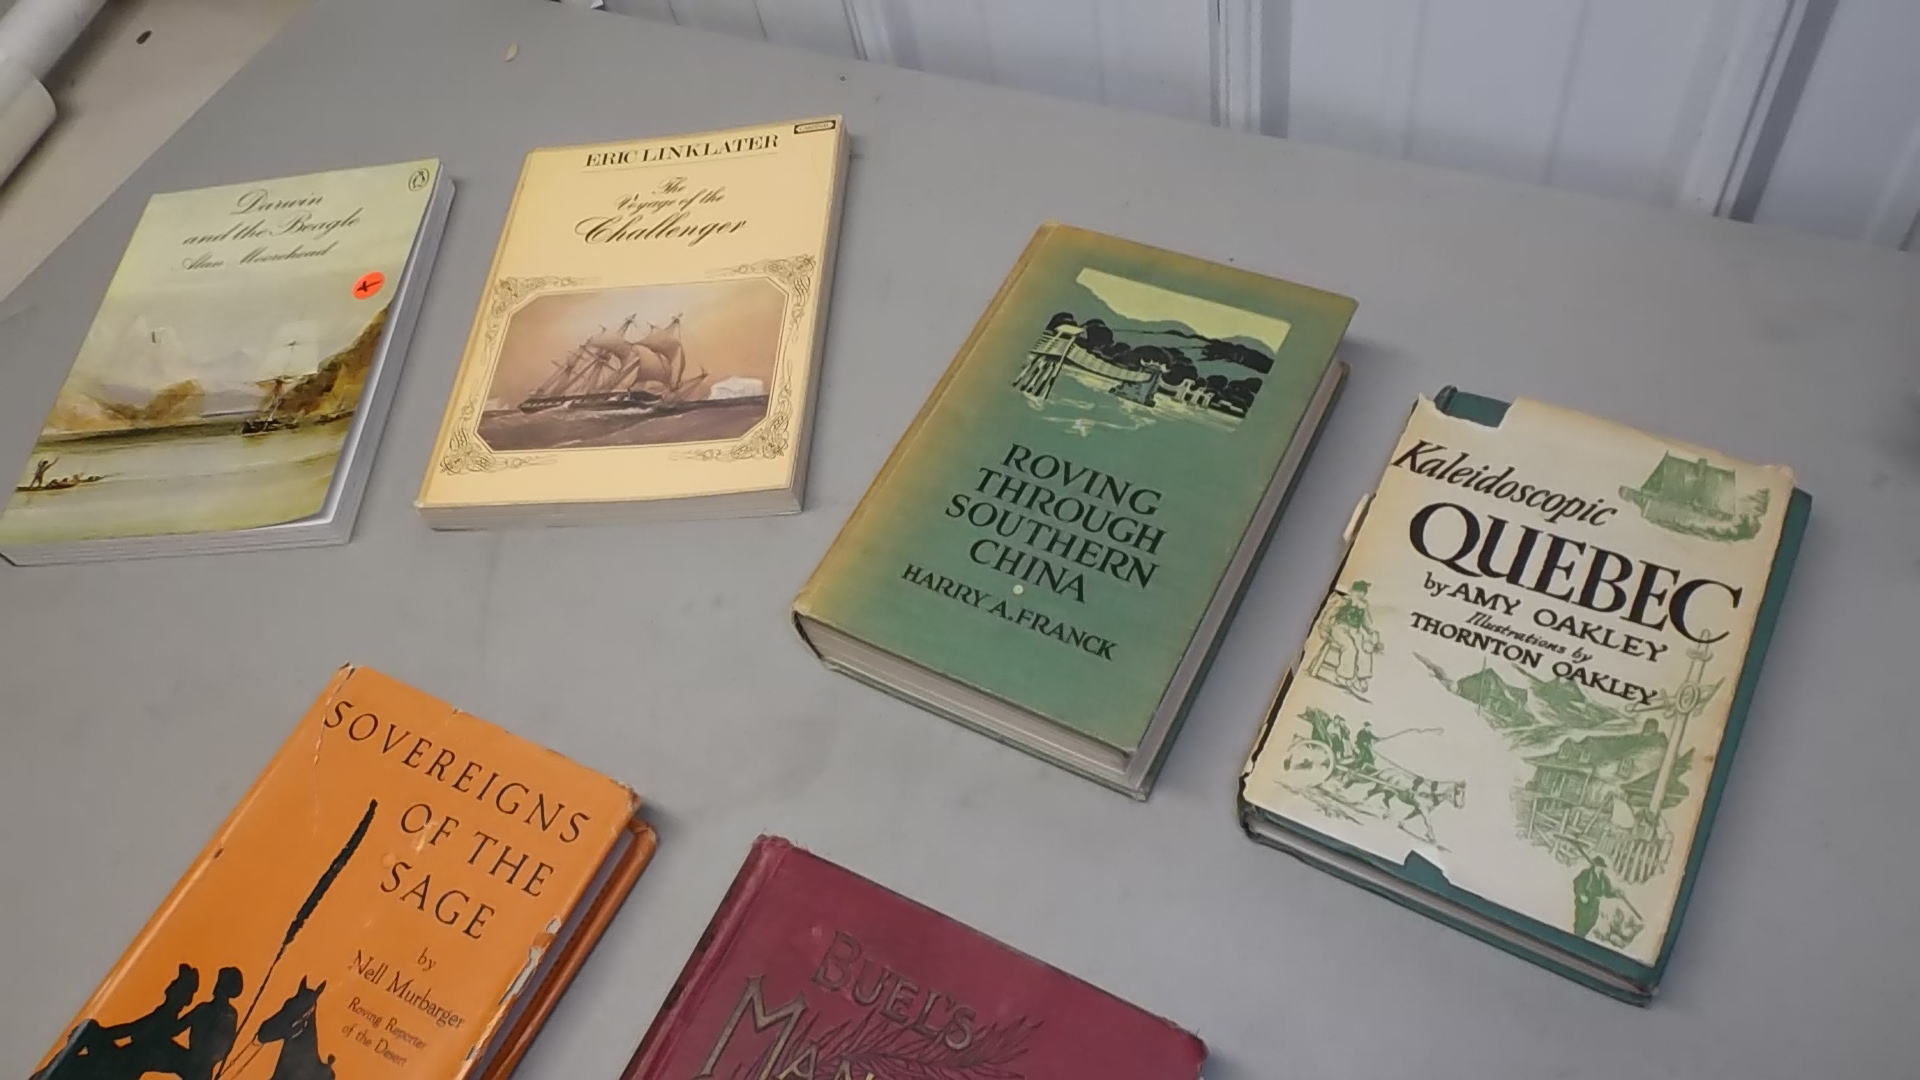 Darwin
and the Beagle
Alan Moorehead
ERIC LINKLATER
CARDINAL
The
Voyage of the
Challenger
ROVING
THROUGH
SOUTHERN
CHINA
HARRY A. FRANCK
Kaleidoscopic
QUEBEC
by AMY OAKLEY
Illustrations by
THORNTON OAKLEY
SOVEREIGNS
OF THE
SAGE
by
Nell Murbarger
Roving Reporter
of the Desert
BUEL'S
MAN